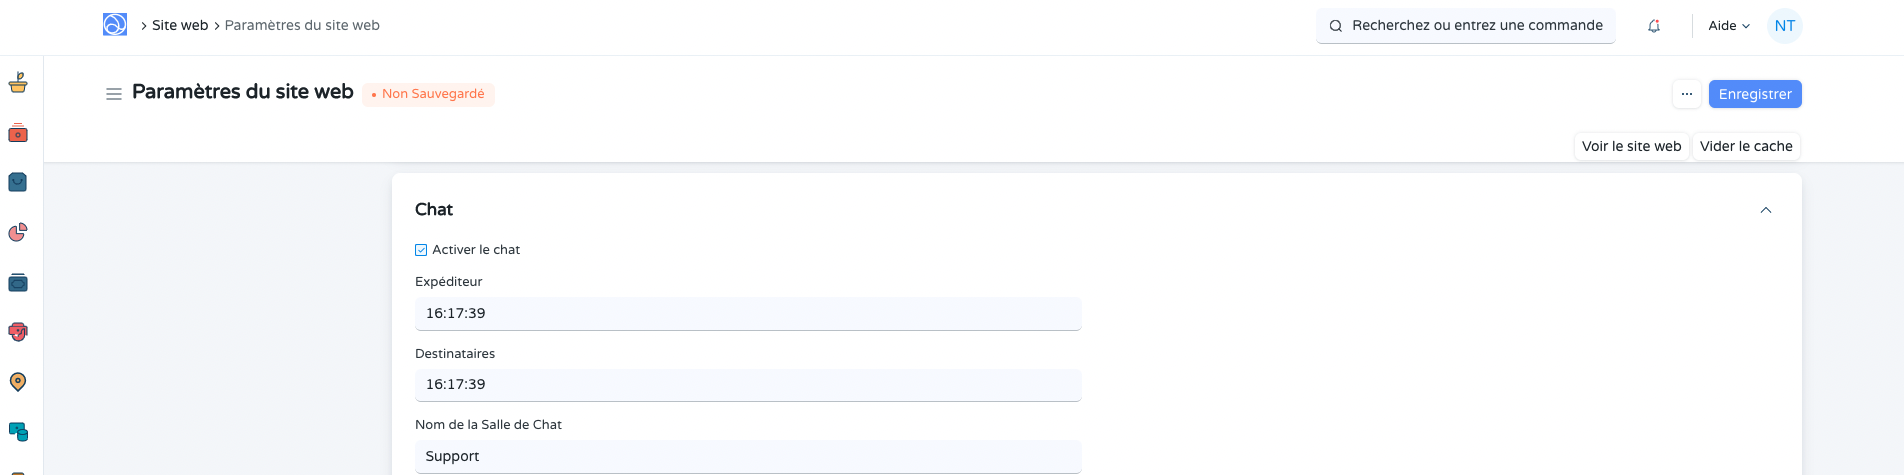 Site web
Paramètres du site web
Recherchez ou entrez une commande
Aide
NT
Paramètres du site web
Non Sauvegardé
Enregistrer
Voir le site web
Vider le cache
Chat
Activer le chat
Expéditeur
16:17:39
Destinataires
16:17:39
Nom de la Salle de Chat
Support